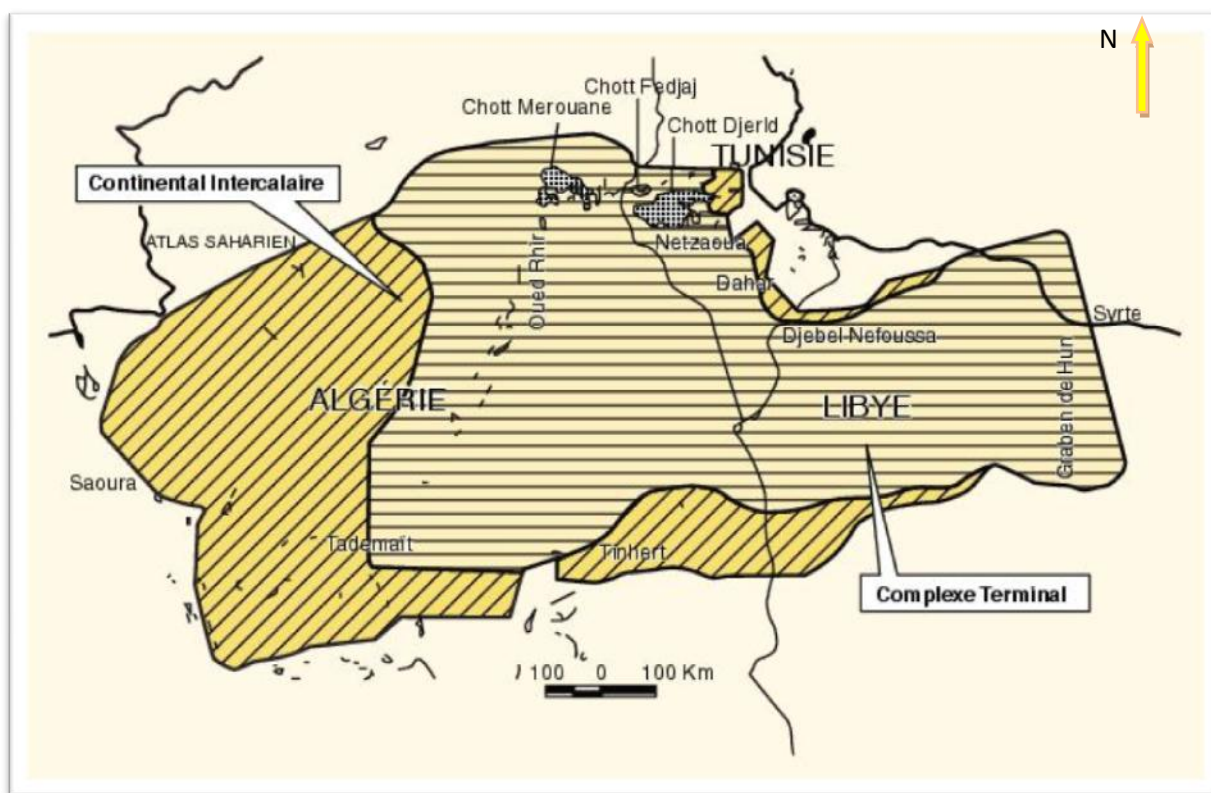 N
Chott Fedjaj
Chott Merouane
Chott Djerid
TUNISIE
Continental Intercalaire
ATLAS SAHARIEN
Netzaoua
Oued Rhir
Dahar
Syrte
Djebel Nefoussa
ALGÉRIE
LIBYE
Graben de Hun
Saoura
Tademaït
Tinhert
Complexe Terminal
100 0 100 Km